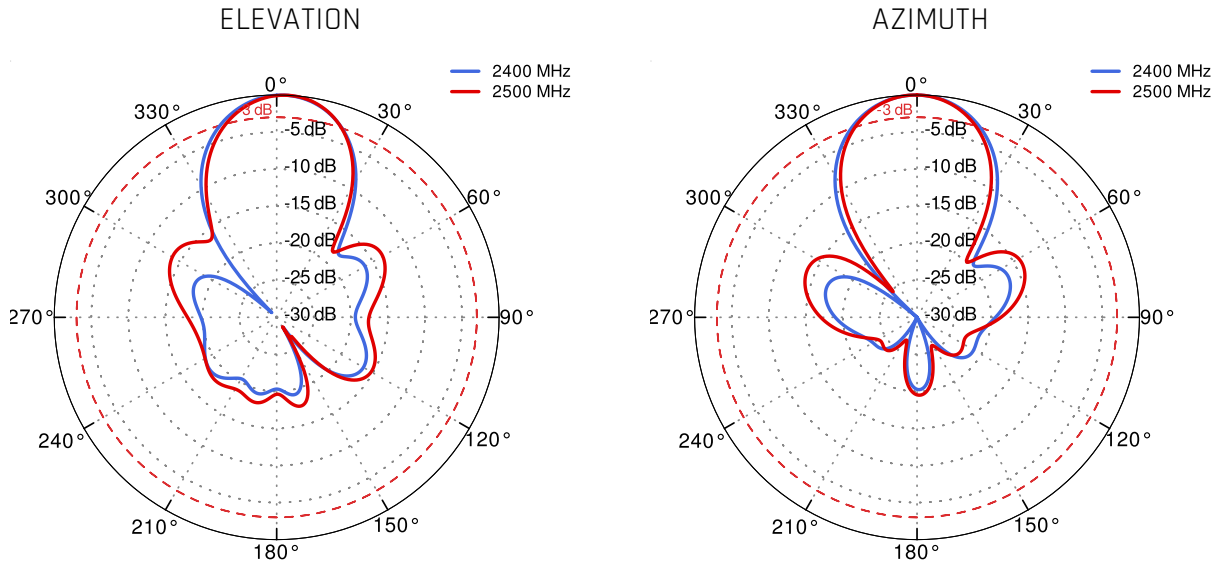 ELEVATION
2400 MHz
2500 MHz
0°
330°
30°
3 dB
-5 dB
-10 dB
300°
60°
-15 dB
-20 dB
-25 dB
270°
-30 dB
90°
240°
120°
210°
150°
180°
AZIMUTH
2400 MHz
2500 MHz
0°
330°
30°
-3 dB
-5 dB
-10 dB
300°
60°
-15 dB
-20 dB
-25 dB
270°
-30 dB
90°
240°
120°
210°
150°
180°